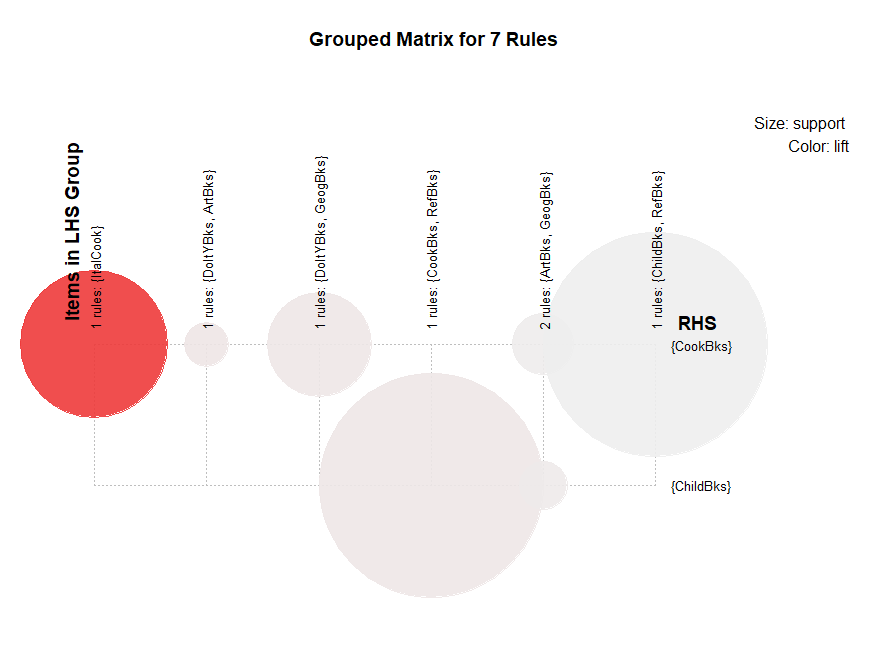 Grouped Matrix for 7 Rules
Size: support
Color: lift
Items in LHS Group
1 rules: {ItalCook}
1 rules: {DoItYBks, ArtBks}
1 rules: {DoItYBks, GeogBks}
1 rules: {CookBks, RefBks}
2 rules: {ArtBks, GeogBks}
1 rules: {ChildBks, RefBks}
RHS
{CookBks}
{ChildBks}